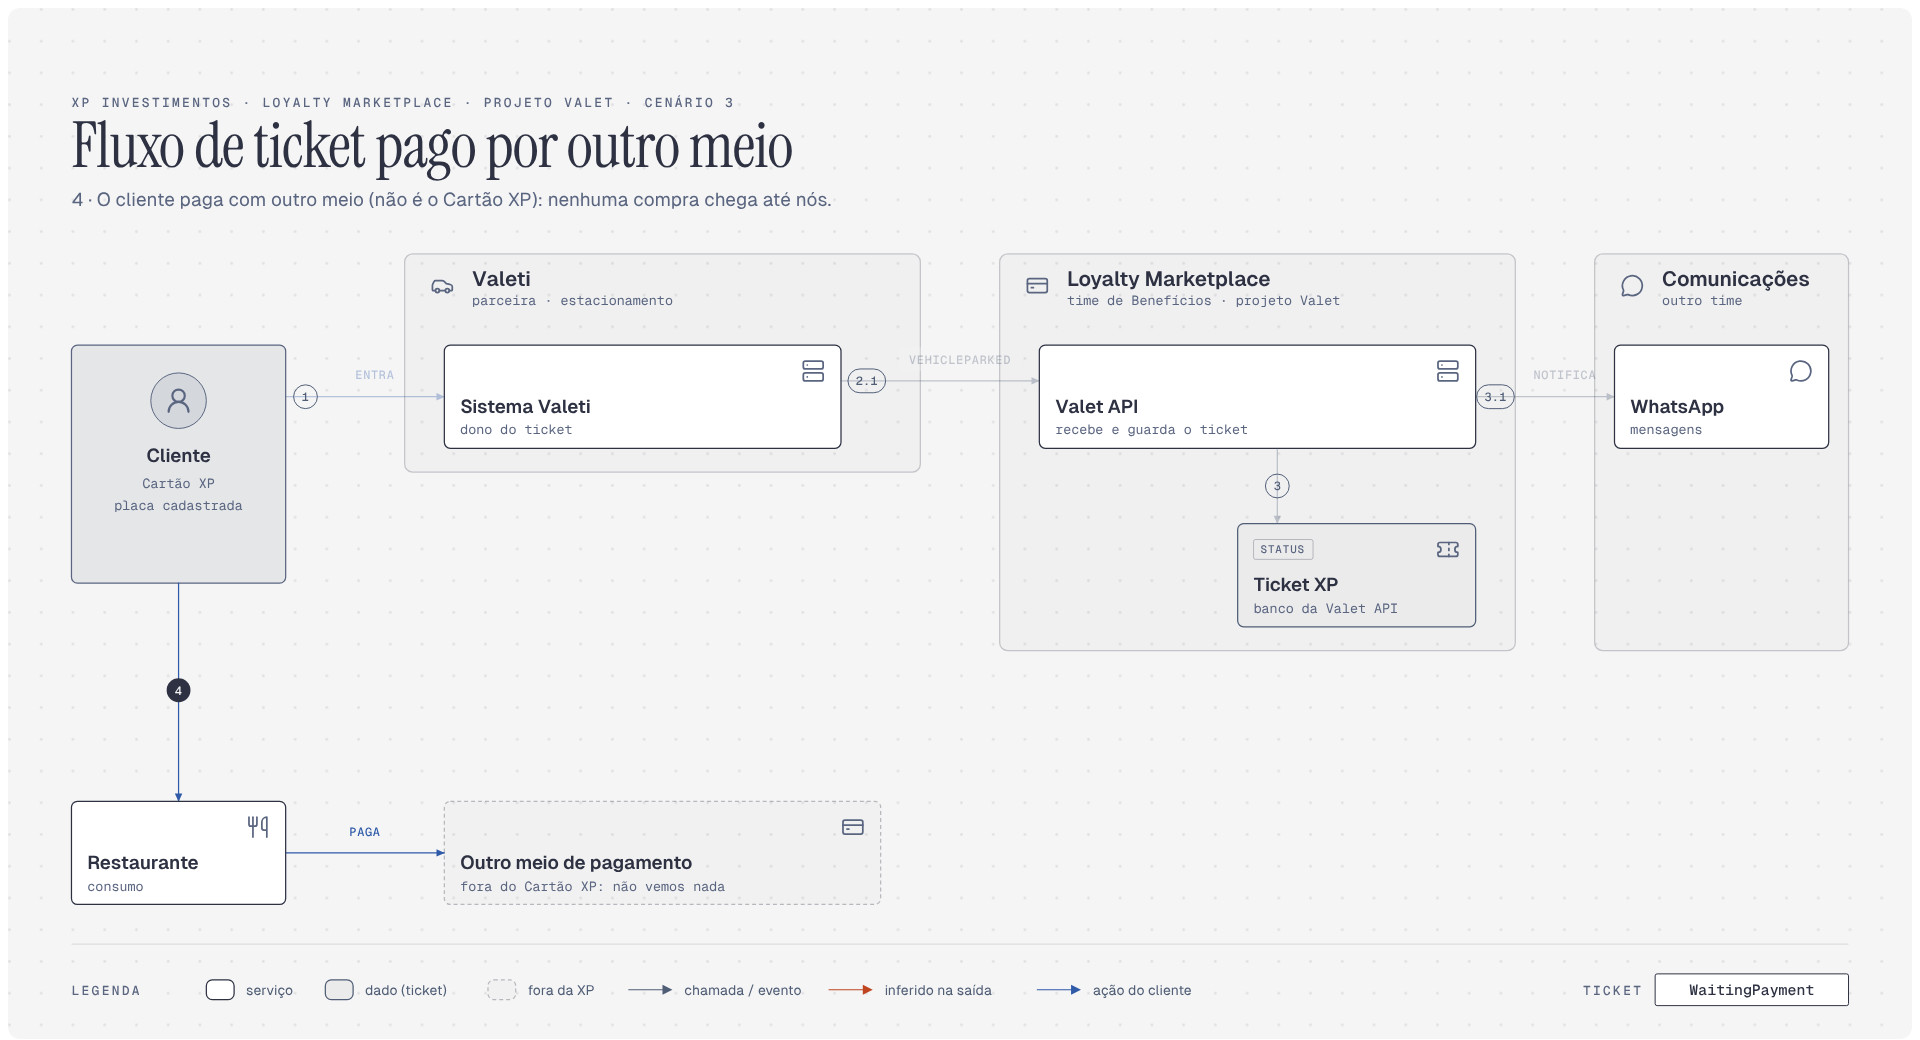 XP INVESTIMENTOS · LOYALTY MARKETPLACE · PROJETO VALET · CENÁRIO 3
Fluxo de ticket pago por outro meio
4 · O cliente paga com outro meio (não é o Cartão XP): nenhuma compra chega até nós.
Valeti
parceira · estacionamento
Loyalty Marketplace
time de Benefícios · projeto Valet
Comunicações
outro time
Cliente
Cartão XP
placa cadastrada
1
ENTRA
Sistema Valeti
dono do ticket
2.1
VEHICLEPARKED
Valet API
recebe e guarda o ticket
3.1
NOTIFICA
WhatsApp
mensagens
3
STATUS
Ticket XP
banco da Valet API
4
Restaurante
consumo
PAGA
Outro meio de pagamento
fora do Cartão XP: não vemos nada
LEGENDA
serviço
dado (ticket)
fora da XP
chamada / evento
inferido na saída
ação do cliente
TICKET
WaitingPayment